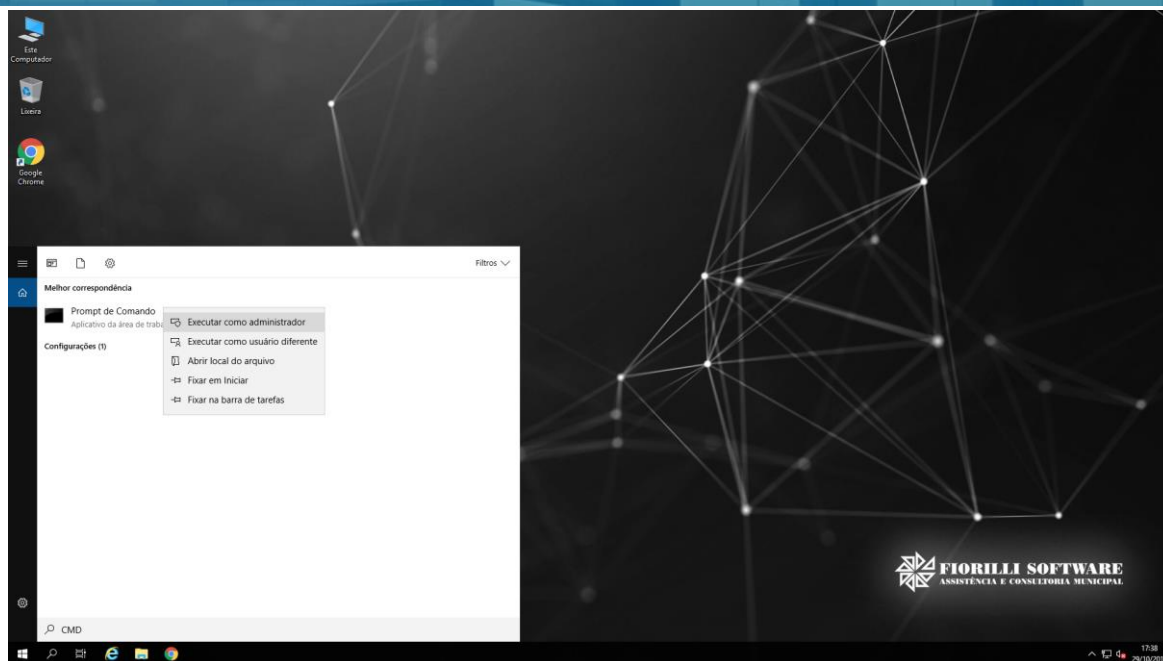 Este
Computador
Lixeira
Google
Chrome
Filtros
Melhor correspondência
Prompt de Comando
Aplicativo da área de
Configurações (1)
Executar como administrador
Executar como usuário diferente
Abrir local do arquivo
Fixar em Iniciar
Fixar na barra de tarefas
FIORILLI SOFTWARE
ASSISTÊNCIA E CONSULTORIA MUNICIPAL
CMD
17:38